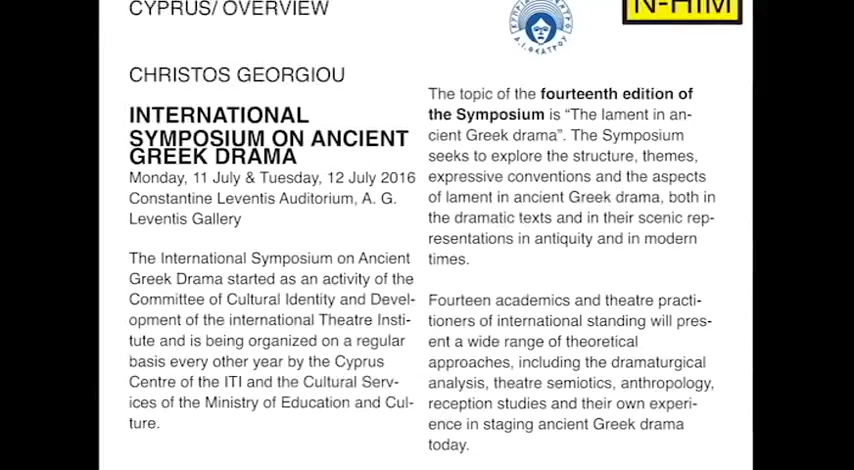 CYPRUS/ OVERVIEW
N-HIM
CHRISTOS GEORGIOU
INTERNATIONAL
SYMPOSIUM ON ANCIENT
GREEK DRAMA
Monday, 11 July & Tuesday, 12 July 2016
Constantine Leventis Auditorium, A. G.
Leventis Gallery
The International Symposium on Ancient
Greek Drama started as an activity of the
Committee of Cultural Identity and Devel-
opment of the international Theatre Insti-
tute and is being organized on a regular
basis every other year by the Cyprus
Centre of the ITI and the Cultural Serv-
ices of the Ministry of Education and Cul-
ture.
The topic of the fourteenth edition of
the Symposium is “The lament in an-
cient Greek drama”. The Symposium
seeks to explore the structure, themes,
expressive conventions and the aspects
of lament in ancient Greek drama, both in
the dramatic texts and in their scenic rep-
resentations in antiquity and in modern
times.
Fourteen academics and theatre practi-
tioners of international standing will pres-
ent a wide range of theoretical
approaches, including the dramaturgical
analysis, theatre semiotics, anthropology,
reception studies and their own experi-
ence in staging ancient Greek drama
today.